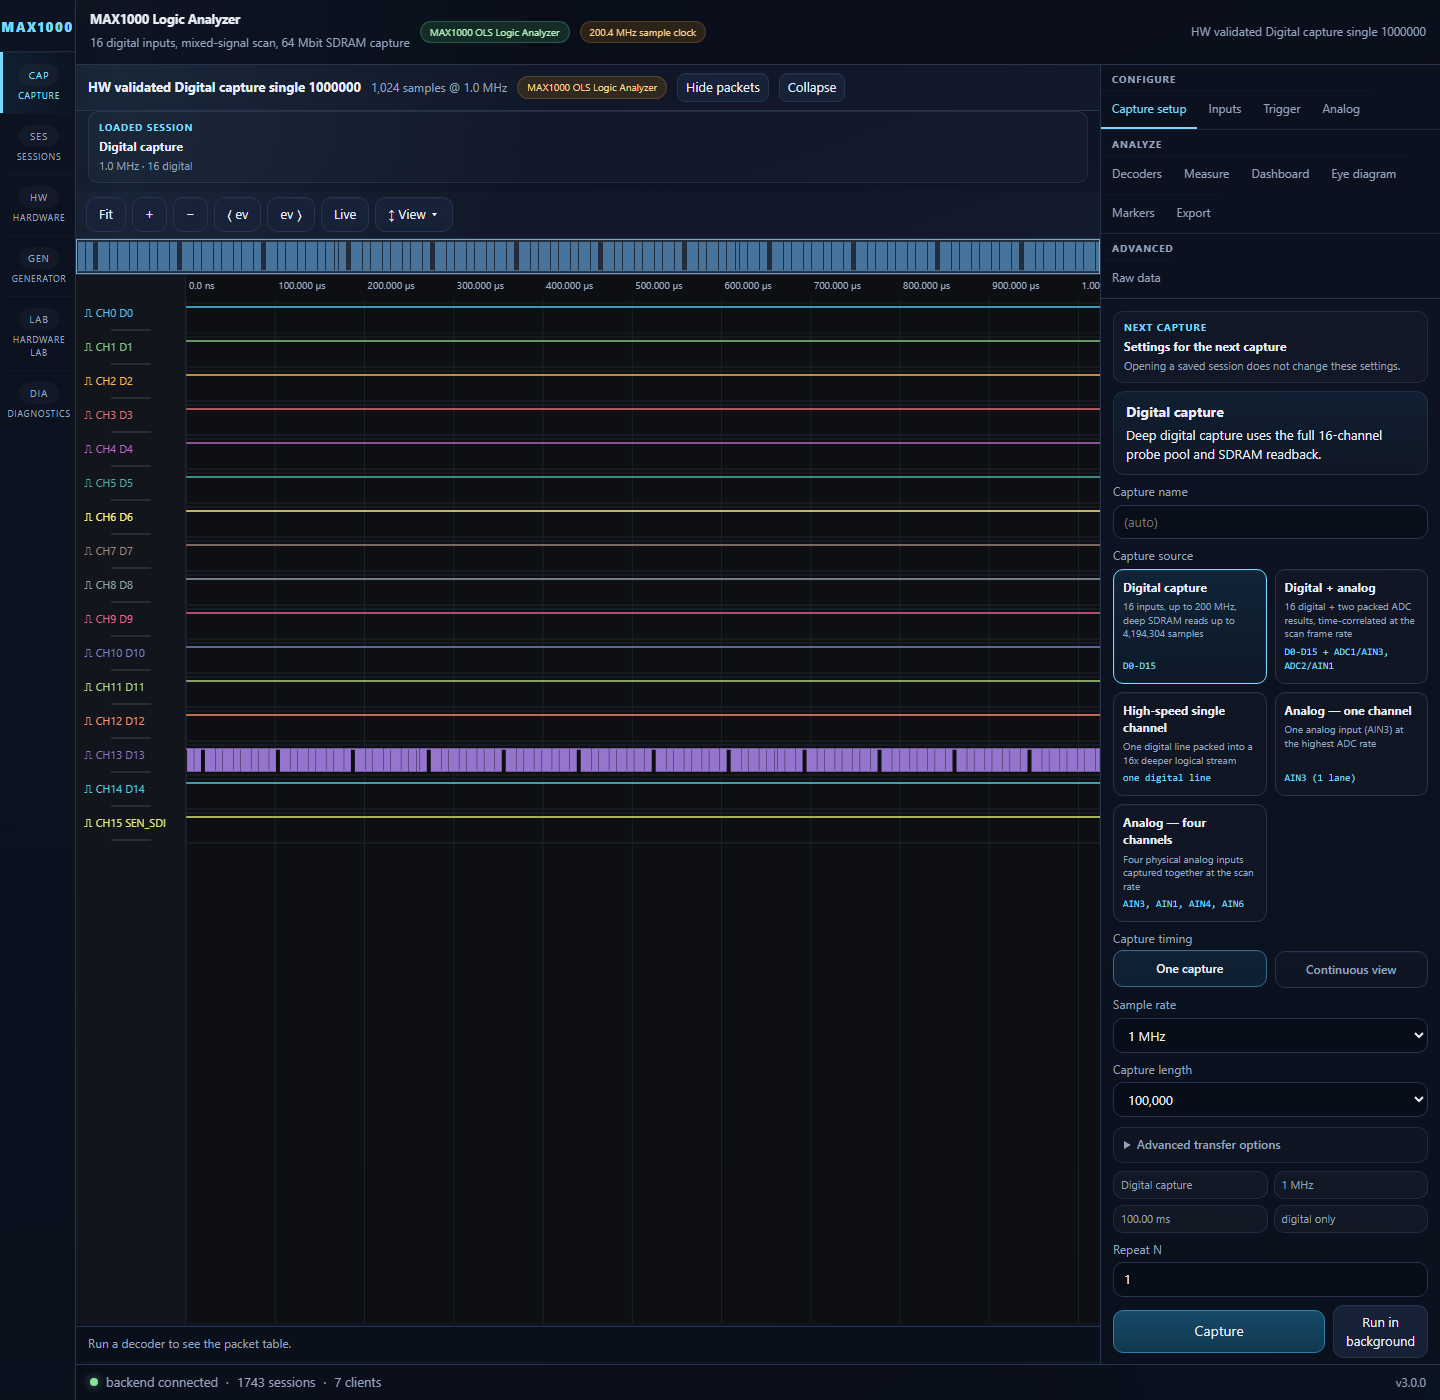 MAX1000
CAP
CAPTURE
SES
SESSIONS
HW
HARDWARE
GEN
GENERATOR
LAB
HARDWARE
LAB
DIA
DIAGNOSTICS
MAX1000 Logic Analyzer
16 digital inputs, mixed-signal scan, 64 Mbit SDRAM capture
MAX1000 OLS Logic Analyzer
200.4 MHz sample clock
HW validated Digital capture single 1000000
HW validated Digital capture single 1000000
1,024 samples @ 1.0 MHz
MAX1000 OLS Logic Analyzer
Hide packets
Collapse
LOADED SESSION
Digital capture
1.0 MHz · 16 digital
Fit
+
−
⟨ ev
ev ⟩
Live
↕ View ▾
0.0 ns 100.000 µs 200.000 µs 300.000 µs 400.000 µs 500.000 µs 600.000 µs 700.000 µs 800.000 µs 900.000 µs 1.00
CH0 D0
CH1 D1
CH2 D2
CH3 D3
CH4 D4
CH5 D5
CH6 D6
CH7 D7
CH8 D8
CH9 D9
CH10 D10
CH11 D11
CH12 D12
CH13 D13
CH14 D14
CH15 SEN_SDI
Run a decoder to see the packet table.
backend connected · 1743 sessions · 7 clients
CONFIGURE
Capture setup Inputs Trigger Analog
ANALYZE
Decoders Measure Dashboard Eye diagram
Markers Export
ADVANCED
Raw data
NEXT CAPTURE
Settings for the next capture
Opening a saved session does not change these settings.
Digital capture
Deep digital capture uses the full 16-channel
probe pool and SDRAM readback.
Capture name
(auto)
Capture source
Digital capture
16 inputs, up to 200 MHz,
deep SDRAM reads up to
4,194,304 samples
D0-D15
Digital + analog
16 digital + two packed ADC
results, time-correlated at the
scan frame rate
D0-D15 + ADC1/AIN3,
ADC2/AIN1
High-speed single
channel
One digital line packed into a
16x deeper logical stream
one digital line
Analog — one channel
One analog input (AIN3) at
the highest ADC rate
AIN3 (1 lane)
Analog — four
channels
Four physical analog inputs
captured together at the scan
rate
AIN3, AIN1, AIN4, AIN6
Capture timing
One capture
Continuous view
Sample rate
1 MHz
Capture length
100,000
▶ Advanced transfer options
Digital capture
1 MHz
100.00 ms
digital only
Repeat N
1
Capture
Run in
background
v3.0.0